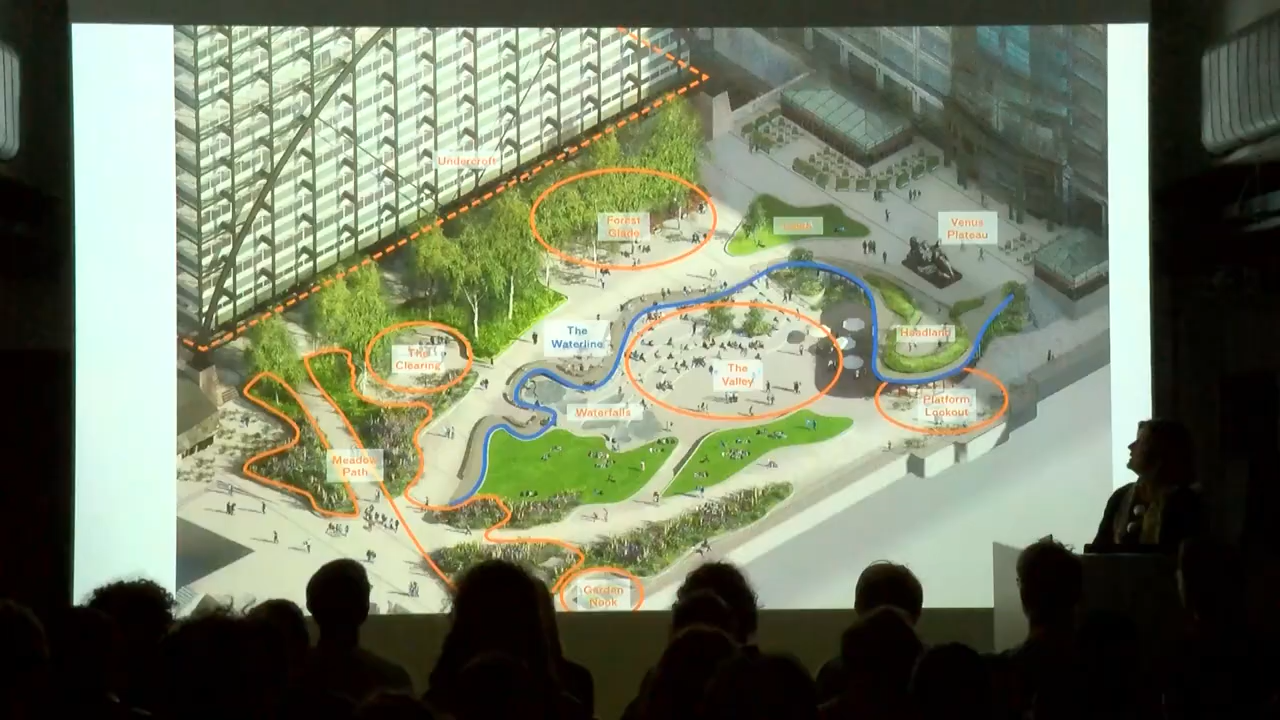 Undercroft
Forest
Glade
Venus
Plateau
The
Waterline
Headland
The
Clearing
The
Valley
Platform
Lookout
Waterfalls
Meadow
Path
Garden
Nook